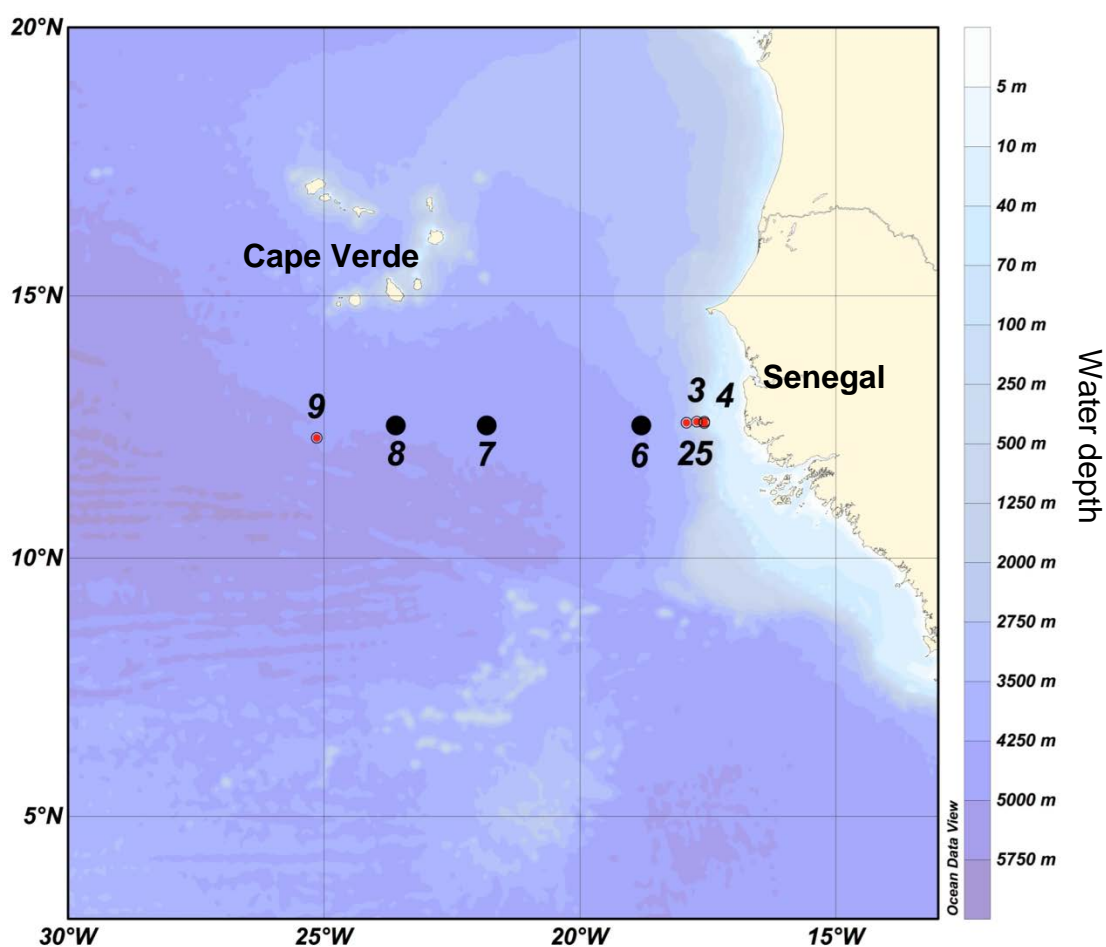 20°N
5 m
10 m
40 m
Cape Verde
15°N
70 m
100 m
Senegal
250 m
3
4
9
8
7
6
25
500 m
1250 m
10°N
2000 m
2750 m
3500 m
4250 m
5°N
5000 m
5750 m
Water depth
Ocean Data View
30°W
25°W
20°W
15°W